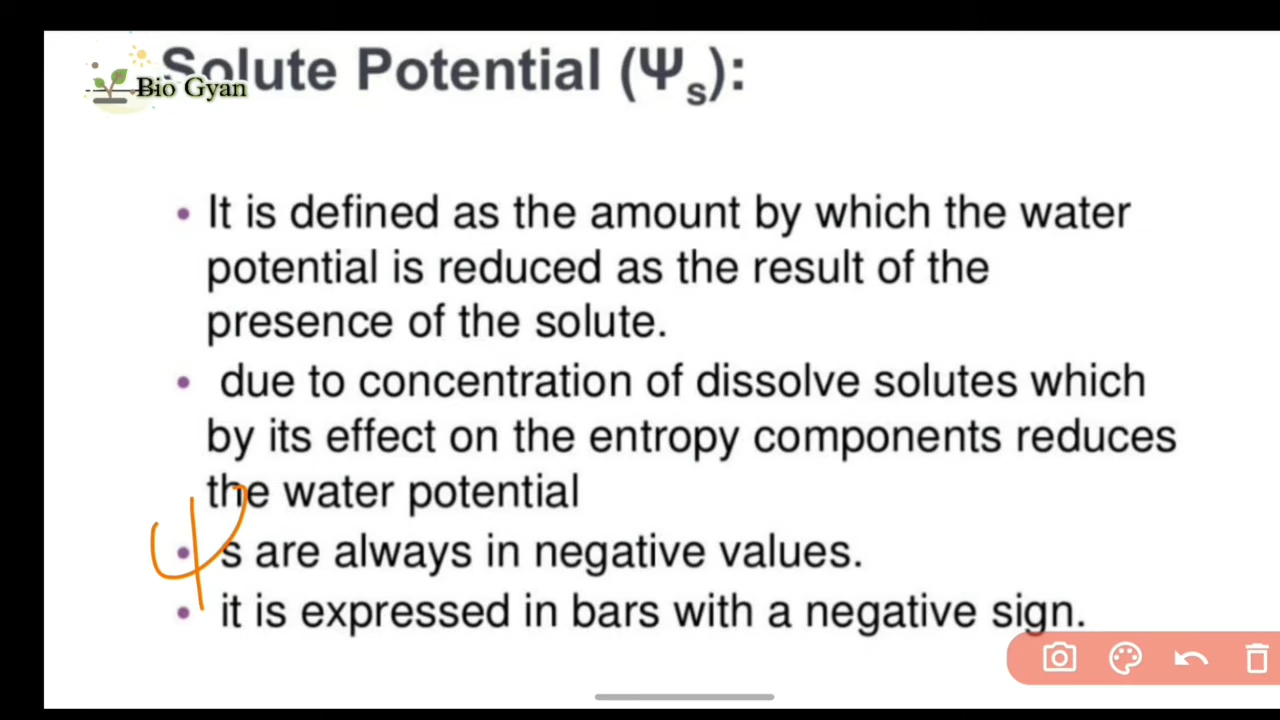 Solute Potential (Ψs):
Bio Gyan
• It is defined as the amount by which the water
potential is reduced as the result of the
presence of the solute.
• due to concentration of dissolve solutes which
by its effect on the entropy components reduces
the water potential
• Ψ s are always in negative values.
• it is expressed in bars with a negative sign.